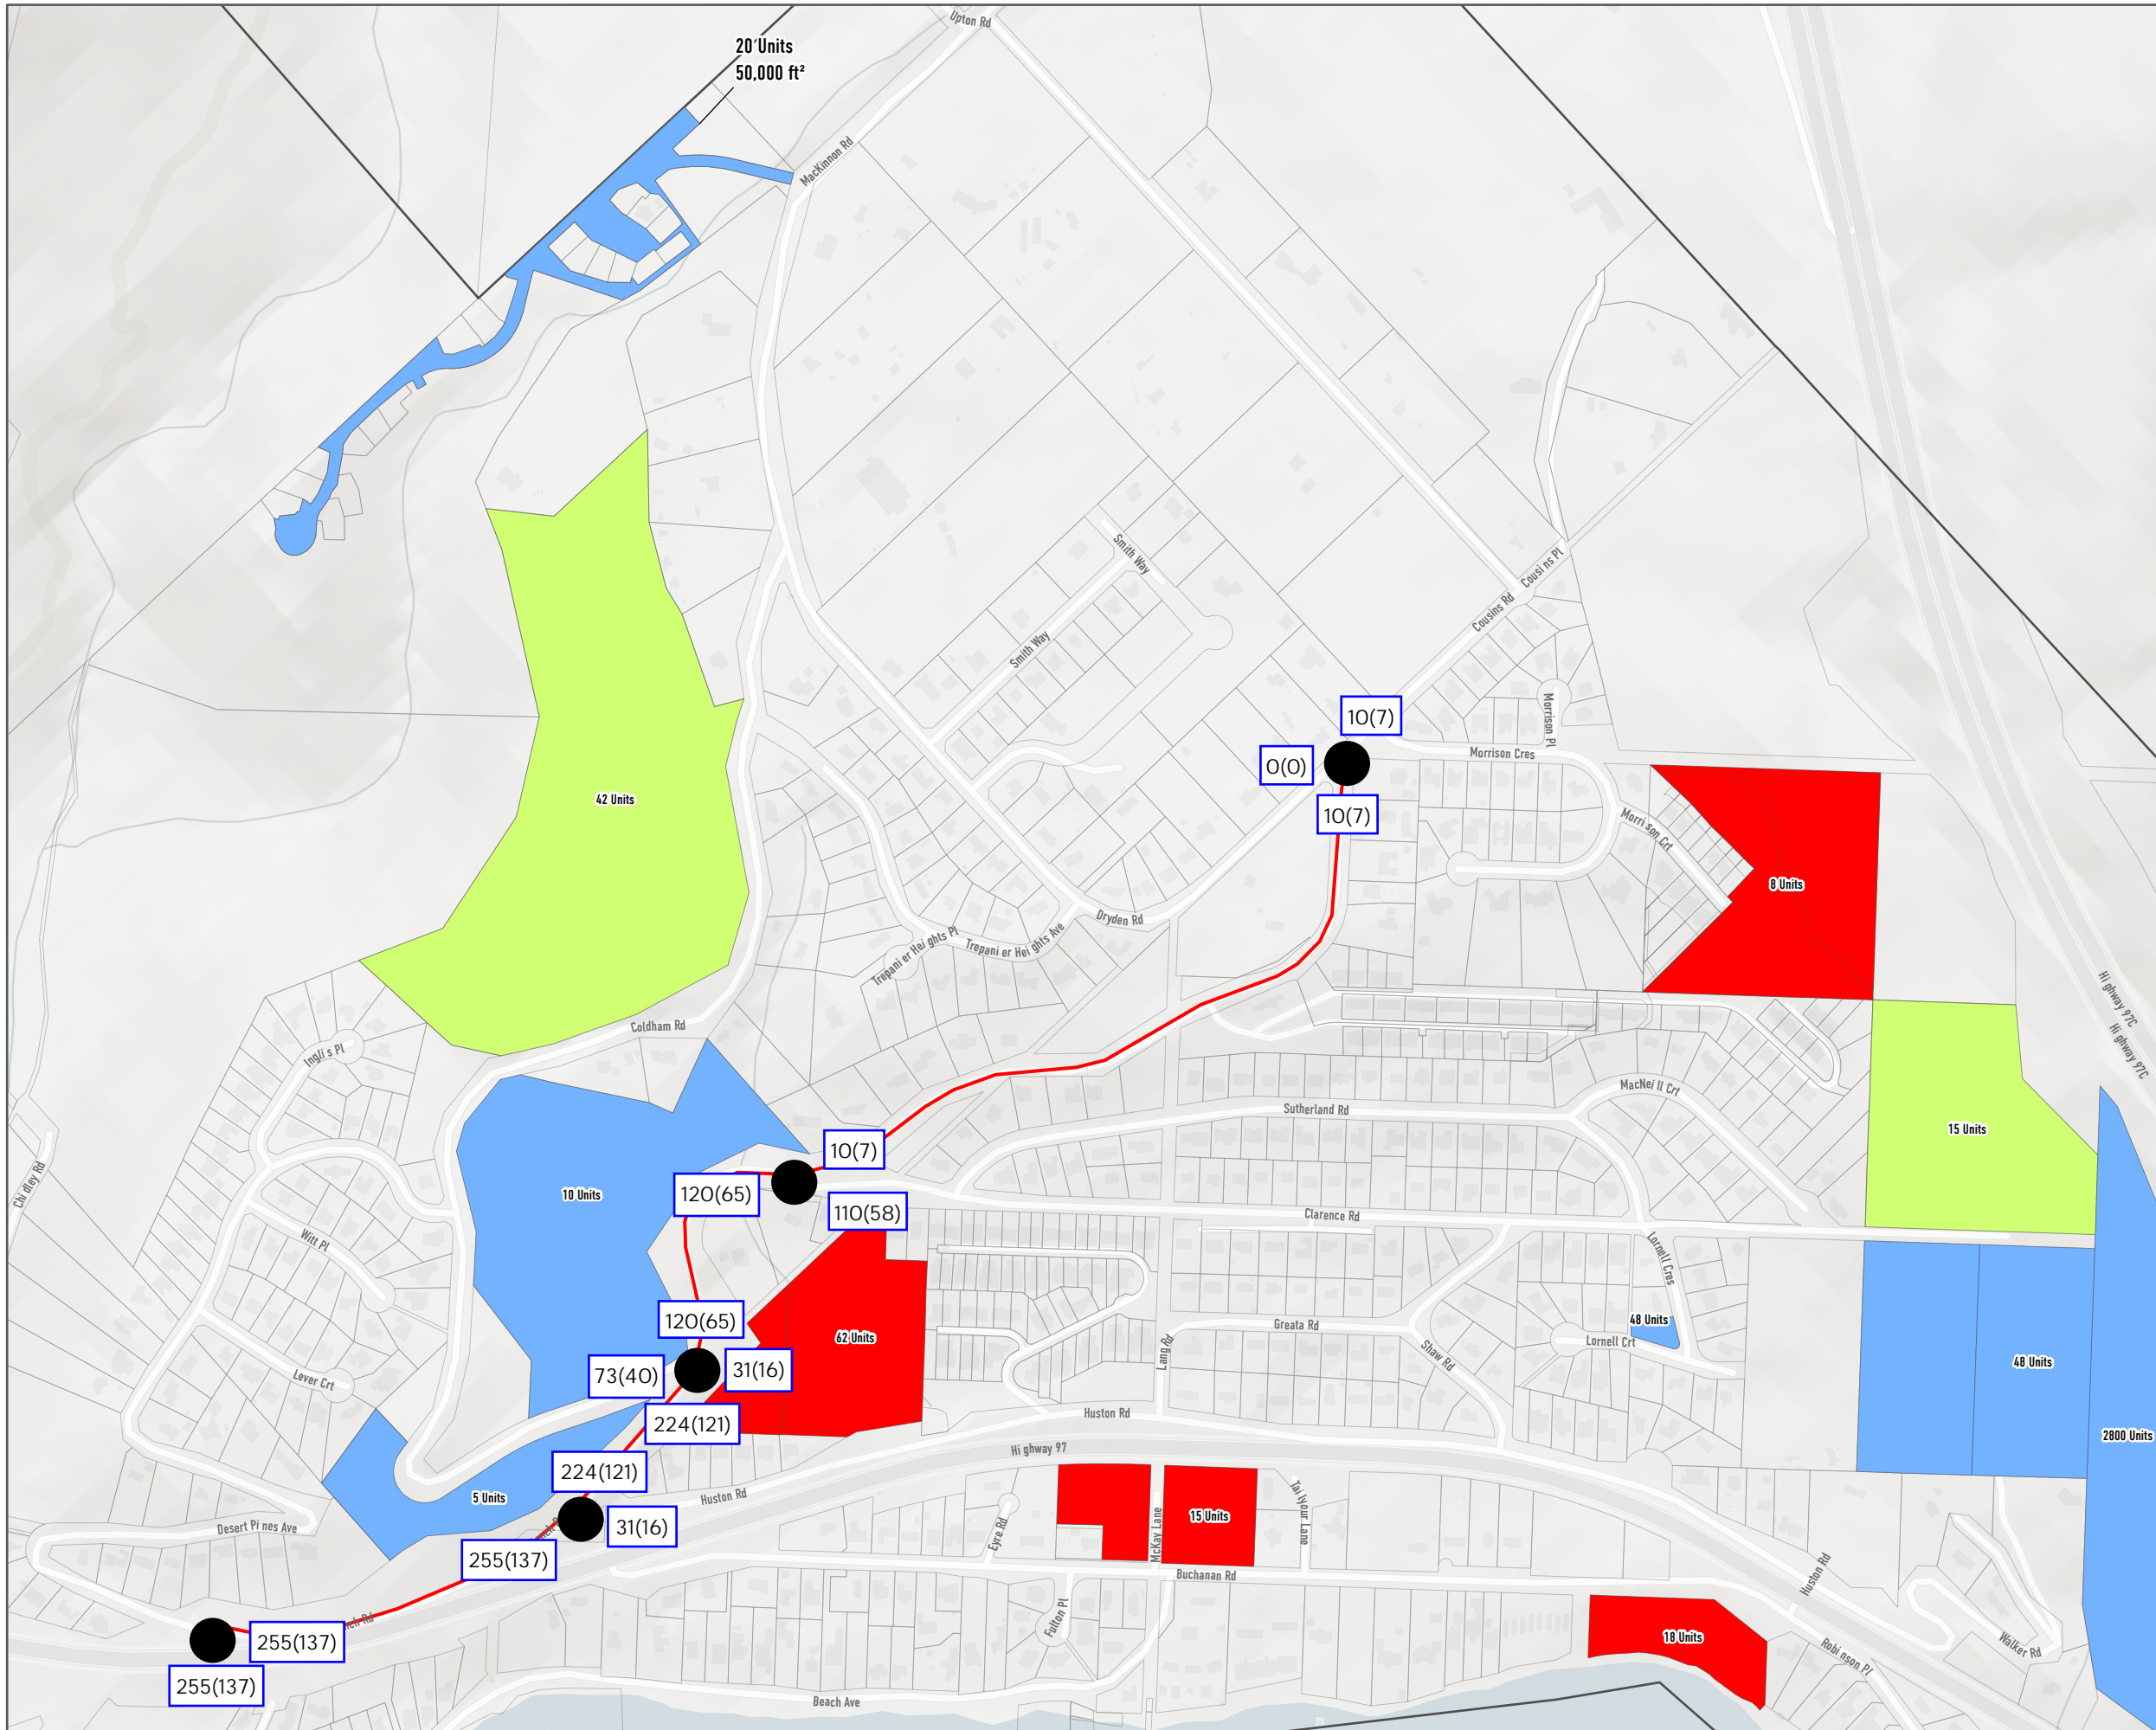 Upton Rd
20 Units
50,000 ft²
MacKinnon Rd
Smith Way
Cousins Pl
Cousins Rd
Smith Way
10(7)
Morrison Pl
0(0)
Morrison Cres
42 Units
10(7)
Morrison Crt
8 Units
Dryden Rd
Trepanier Heights Pl
Trepanier Heights Ave
Highway 97C
Highway 97C
Coldham Rd
Inglis Pl
MacNeill Crt
Sutherland Rd
15 Units
10(7)
Chidley Rd
10 Units
120(65)
110(58)
Clarence Rd
Witt Pl
Lornell Cres
120(65)
48 Units
Greata Rd
62 Units
Lornell Crt
Lang Rd
Shaw Rd
48 Units
73(40)
31(16)
Lever Crt
224(121)
Huston Rd
2800 Units
Highway 97
224(121)
5 Units
Huston Rd
Tailyour Lane
15 Units
Desert Pines Ave
31(16)
Eyre Rd
McKay Lane
255(137)
Buchanan Rd
Huston Rd
Fulton Pl
Rd
255(137)
18 Units
Walker Rd
Robinson Pl
255(137)
Beach Ave